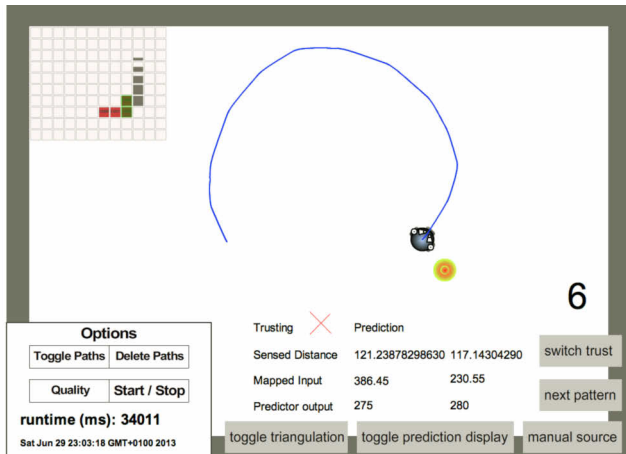 6
Options
Toggle Paths Delete Paths
Quality Start / Stop
runtime (ms): 34011
Sat Jun 29 23:03:18 GMT+0100 2013
Trusting Prediction
Sensed Distance 121.23878298630 117.14304290
Mapped Input 386.45 230.55
Predictor output 275 280
switch trust
next pattern
toggle triangulation toggle prediction display manual source